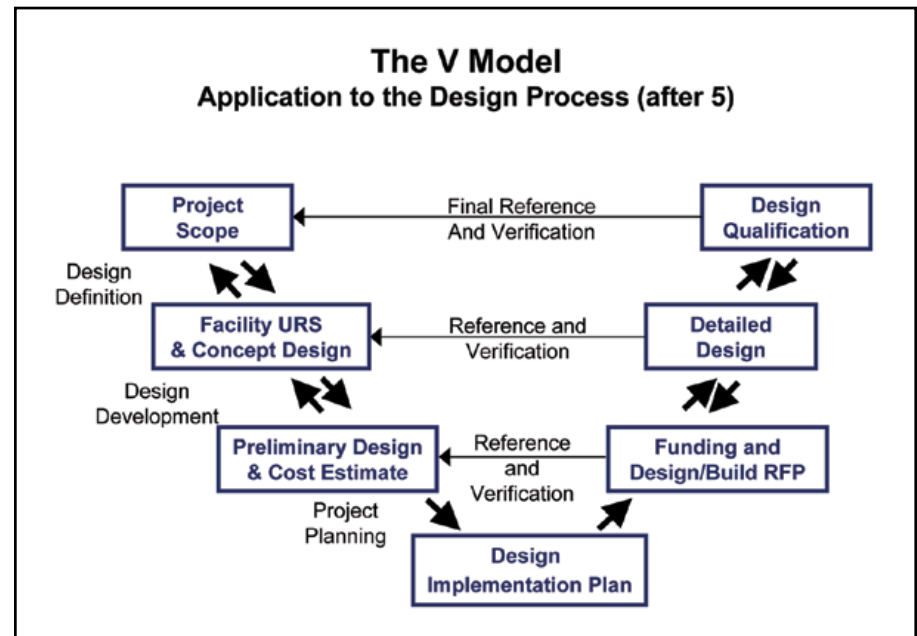 The V Model
Application to the Design Process (after 5)
Project
Scope
Final Reference
And Verification
Design
Qualification
Design
Definition
Facility URS
& Concept Design
Reference and
Verification
Detailed
Design
Design
Development
Preliminary Design
& Cost Estimate
Reference
and
Verification
Funding and
Design/Build RFP
Project
Planning
Design
Implementation Plan